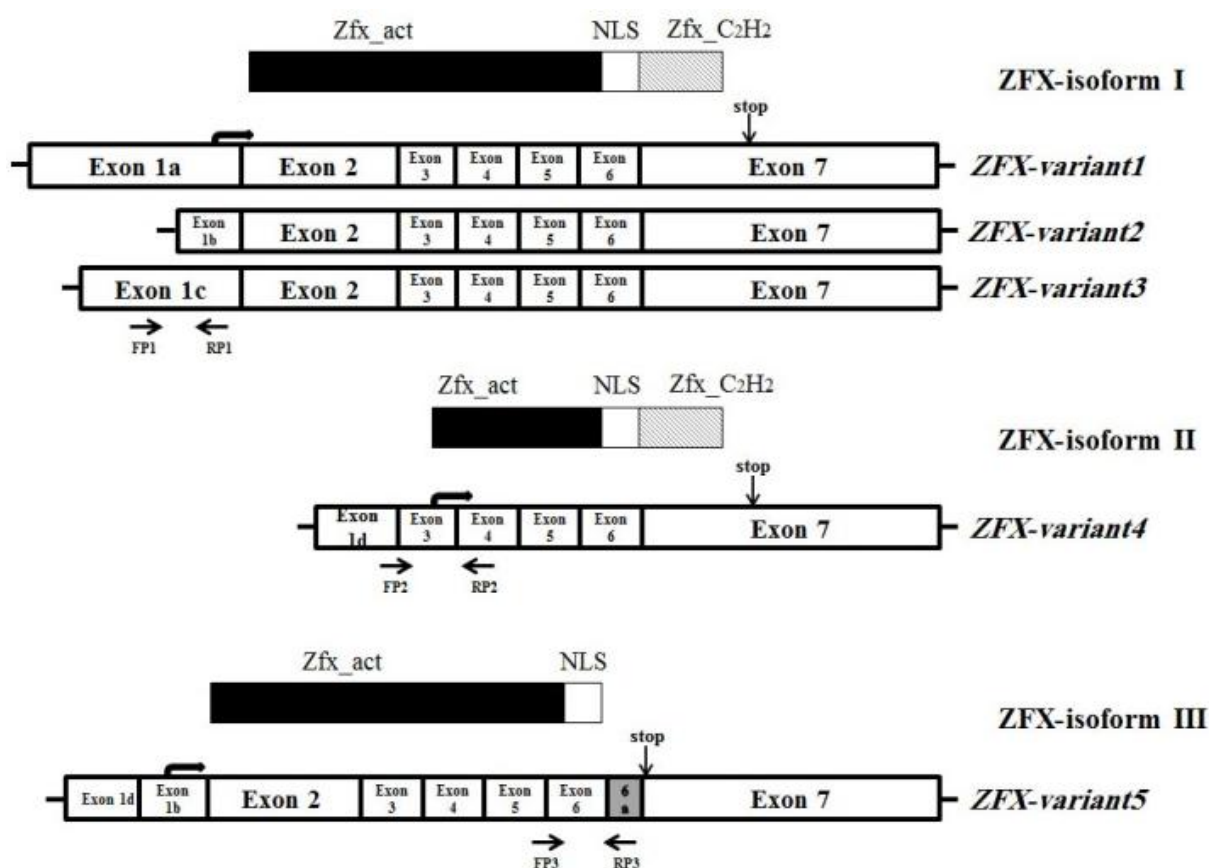 Zfx_act NLS Zfx_C2H2
ZFX-isoform I
stop
Exon 1a Exon 2 Exon 3 Exon 4 Exon 5 Exon 6 Exon 7 ZFX-variant1
Exon 1b Exon 2 Exon 3 Exon 4 Exon 5 Exon 6 Exon 7 ZFX-variant2
Exon 1c Exon 2 Exon 3 Exon 4 Exon 5 Exon 6 Exon 7 ZFX-variant3
FP1 RP1
Zfx_act NLS Zfx_C2H2
ZFX-isoform II
stop
Exon 1d Exon 3 Exon 4 Exon 5 Exon 6 Exon 7 ZFX-variant4
FP2 RP2
Zfx_act NLS
ZFX-isoform III
stop
Exon 1d Exon 1b Exon 2 Exon 3 Exon 4 Exon 5 Exon 6 6 a Exon 7 ZFX-variant5
FP3 RP3